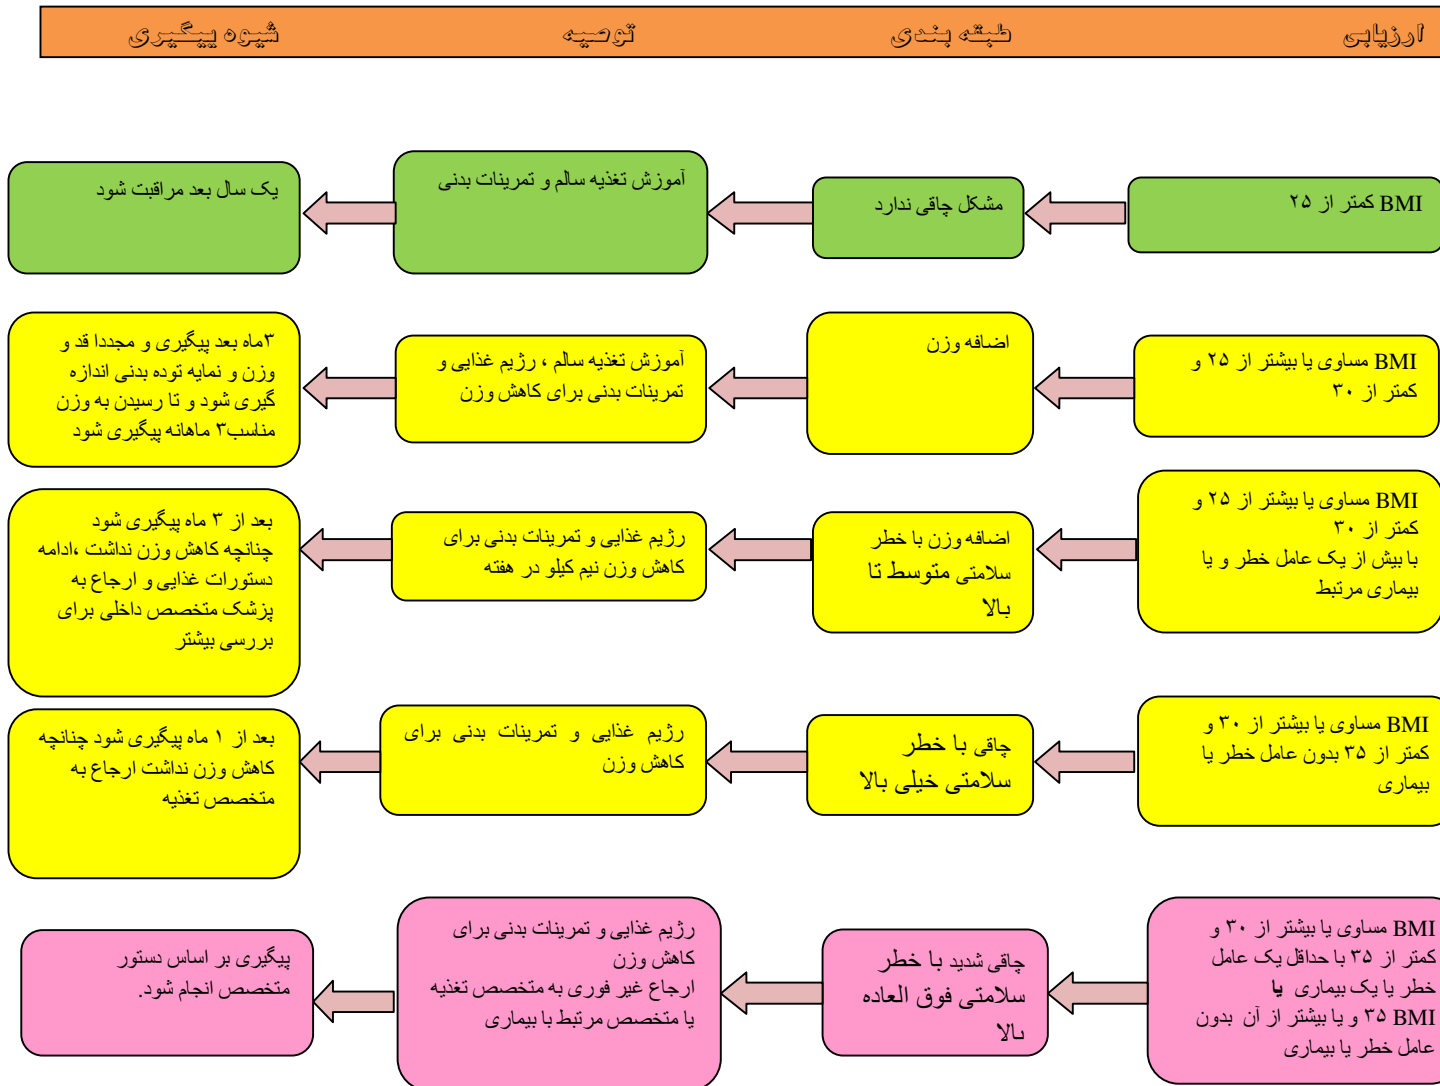 ارزیابی
طبقه بندی
توصیه
شیوه پیگیری
BMI کمتر از ۲۵
مشکل چاقی ندارد
آموزش تغذیه سالم و تمرینات بدنی
یک سال بعد مراقبت شود
BMI مساوی یا بیشتر از ۲۵ و
کمتر از ۳۰
اضافه وزن
آموزش تغذیه سالم ، رژیم غذایی و
تمرینات بدنی برای کاهش وزن
۳ماه بعد پیگیری و مجددا قد و
وزن و نمایه توده بدنی اندازه
گیری شود و تا رسیدن به وزن
مناسب۳ ماهانه پیگیری شود
BMI مساوی یا بیشتر از ۲۵ و
کمتر از ۳۰
با بیش از یک عامل خطر و یا
بیماری مرتبط
اضافه وزن با خطر
سلامتی متوسط تا
بالا
رژیم غذایی و تمرینات بدنی برای
کاهش وزن نیم کیلو در هفته
بعد از ۳ ماه پیگیری شود
چنانچه کاهش وزن نداشت ،ادامه
دستورات غذایی و ارجاع به
پزشک متخصص داخلی برای
بررسی بیشتر
BMI مساوی یا بیشتر از ۳۰ و
کمتر از ۳۵ بدون عامل خطر یا
بیماری
چاقی با خطر
سلامتی خیلی بالا
رژیم غذایی و تمرینات بدنی برای
کاهش وزن
بعد از ۱ ماه پیگیری شود چنانچه
کاهش وزن نداشت ارجاع به
متخصص تغذیه
BMI مساوی یا بیشتر از ۳۰ و
کمتر از ۳۵ با حداقل یک عامل
خطر یا یک بیماری یا
BMI ۳۵ و یا بیشتر از آن بدون
عامل خطر یا بیماری
چاقی شدید با خطر
سلامتی فوق العاده
بالا
رژیم غذایی و تمرینات بدنی برای
کاهش وزن
ارجاع غیر فوری به متخصص تغذیه
یا متخصص مرتبط با بیماری
پیگیری بر اساس دستور
متخصص انجام شود.